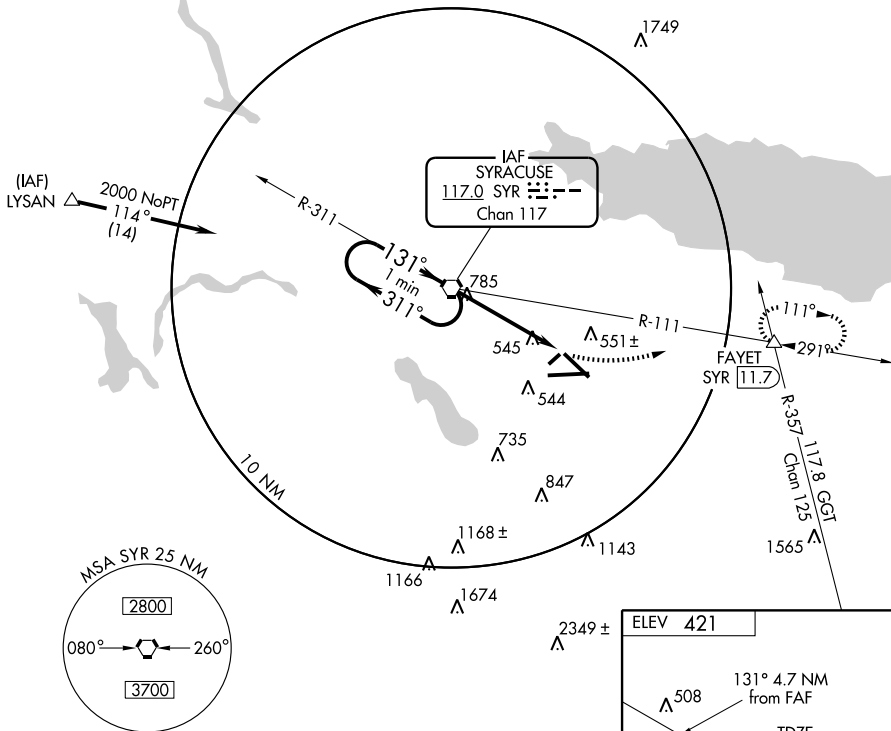 1749
IAF
SYRACUSE
117.0 SYR
Chan 117
(IAF)
LYSAN
2000 NoPT
114°
(14)
R-311
131°
1 min
311°
785
R-111
111°
291°
545
551 ±
FAYET
SYR 11.7
544
R-357 117.8 GGT
Chan 125
735
847
10 NM
1168 ±
1143
1166
1565
1674
MSA SYR 25 NM
2800
080°
260°
3700
2349 ±
ELEV 421
131° 4.7 NM
from FAF
508